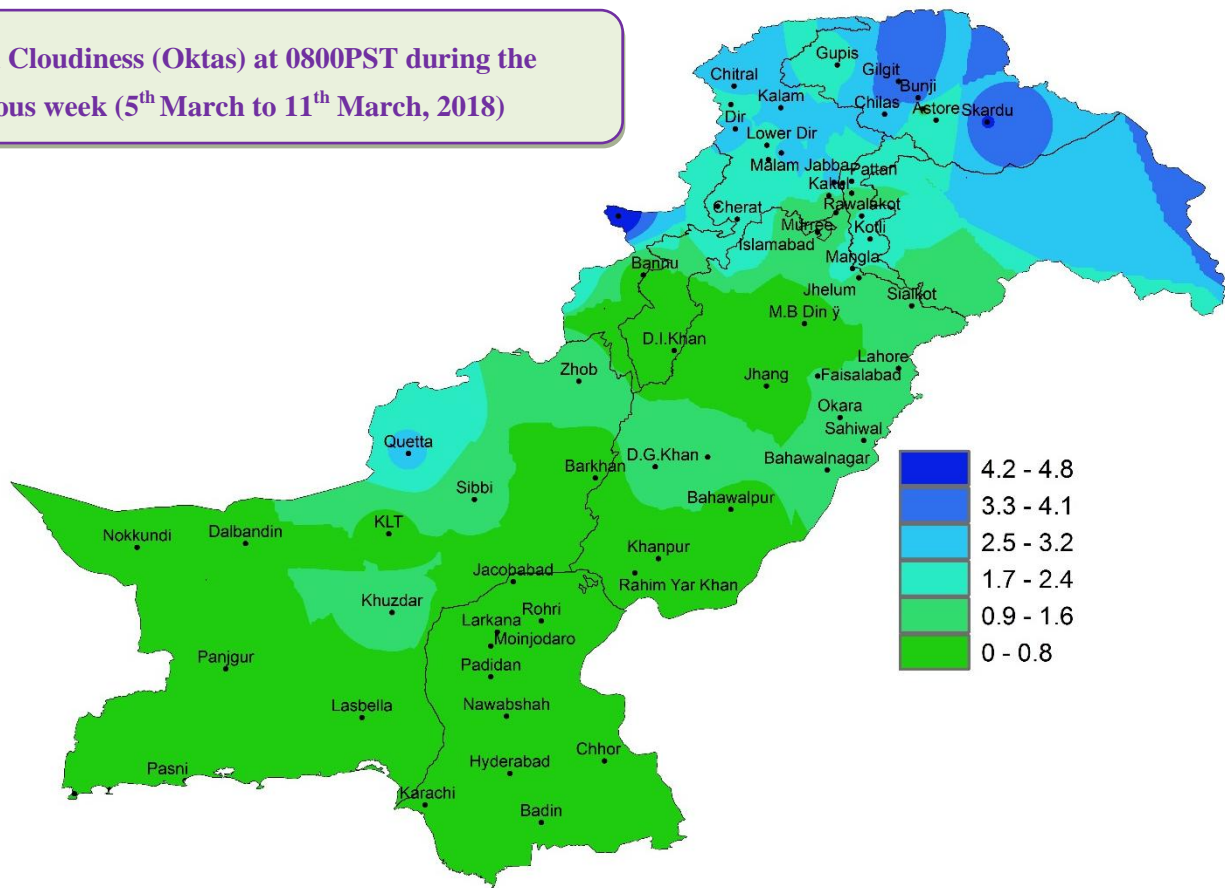 Cloudiness (Oktas) at 0800PST during the
ous week (5th March to 11th March, 2018)
Gupis
Chitral
Gilgit
Bunji
Kalam
Chilas
Astore
Skardu
Dir
Lower Dir
Malam Jabba
Pattan
Kakul
Cherat
Rawalakot
Murree
Kotli
Islamabad
Bannu
Mangla
Jhelum
Sialkot
M.B Din ÿ
D.I.Khan
Lahore
Zhob
Jhang
Faisalabad
Okara
Quetta
Sahiwal
D.G.Khan
Barkhan
Bahawalnagar
Sibbi
Bahawalpur
KLT
Nokkundi
Dalbandin
Khanpur
Jacobabad
Rahim Yar Khan
Khuzdar
Rohri
Larkana
Moinjodaro
Panjgur
Padidan
Lasbella
Nawabshah
Chhor
Pasni
Hyderabad
Karachi
Badin
4.2 - 4.8
3.3 - 4.1
2.5 - 3.2
1.7 - 2.4
0.9 - 1.6
0 - 0.8